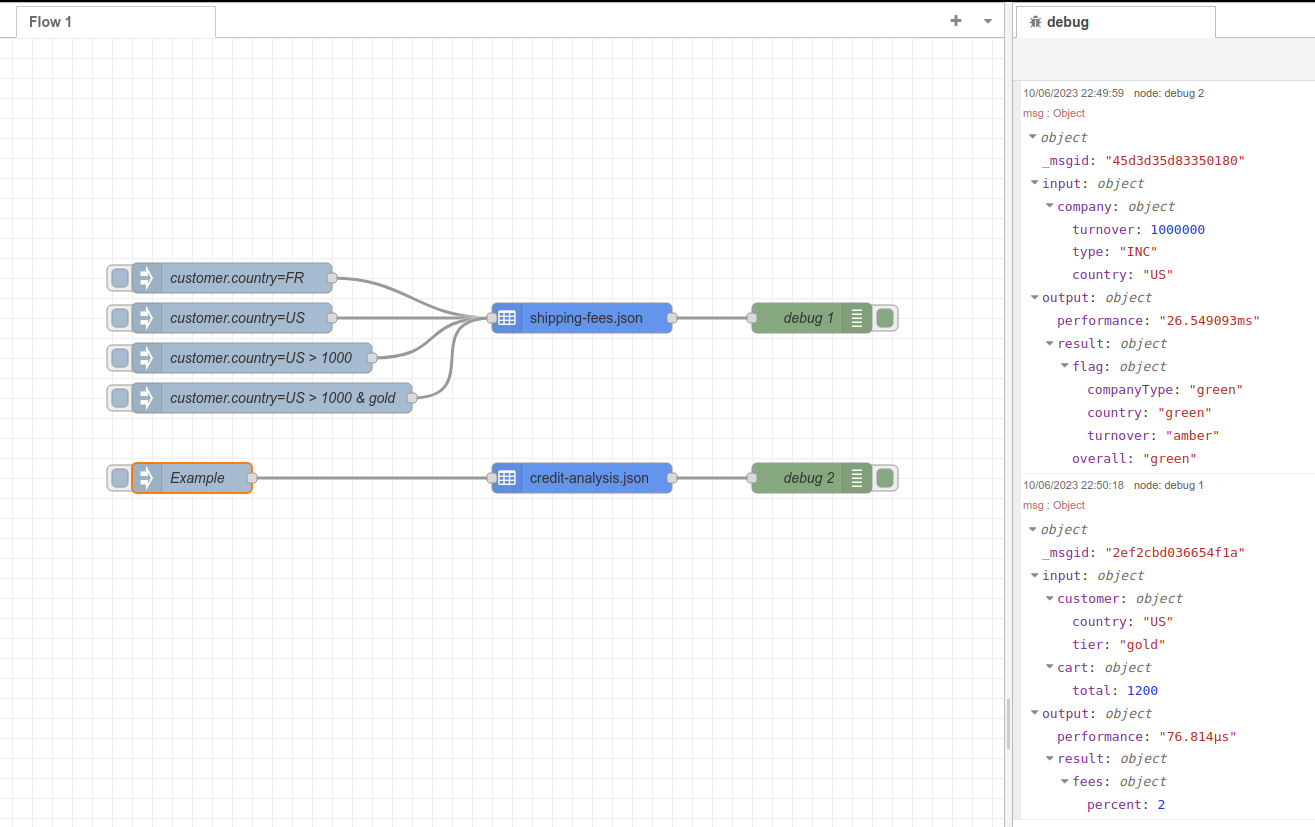 Flow 1
customer.country=FR
customer.country=US
shipping-fees.json
debug 1
customer.country=US > 1000
customer.country=US > 1000 & gold
Example
credit-analysis.json
debug 2
debug
10/06/2023 22:49:59 node: debug 2
msg : Object
object
_msgid: "45d3d35d83350180"
input: object
company: object
turnover: 1000000
type: "INC"
country: "US"
output: object
performance: "26.549093ms"
result: object
flag: object
companyType: "green"
country: "green"
turnover: "amber"
overall: "green"
10/06/2023 22:50:18 node: debug 1
msg : Object
object
_msgid: "2ef2cbd036654f1a"
input: object
customer: object
country: "US"
tier: "gold"
cart: object
total: 1200
output: object
performance: "76.814µs"
result: object
fees: object
percent: 2